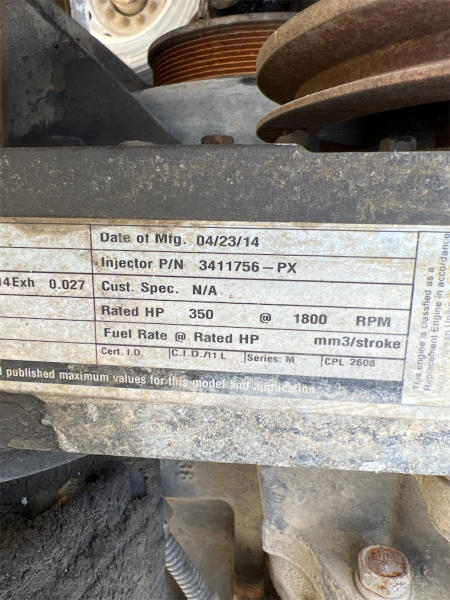 Date of Mfg. 04/23/14
Injector P/N 3411756-PX
14Exh 0.027 Cust. Spec. N/A
Rated HP 350 @ 1800 RPM
Fuel Rate @ Rated HP mm3/stroke
Cert. I.D. C.I.D./11 L Series: M CPL 2608
published maximum values for this model and application
This engine is classfied as a
Replacement Engine in accordance